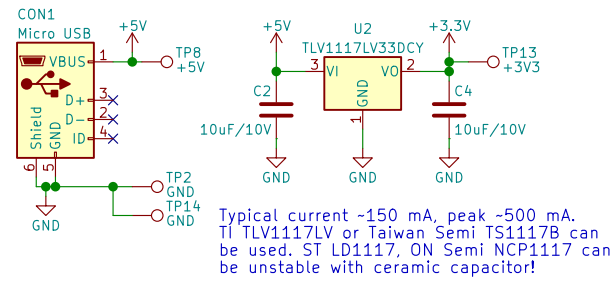 CON1
Micro USB
VBUS
1
D+
3
D-
2
ID
4
Shield
GND
6
5
+5V
TP8
+5V
GND
TP2
GND
TP14
GND
+5V
U2
TLV1117LV33DCY
3
VI
VO
2
GND
1
C2
10uF/10V
GND
GND
+3.3V
TP13
+3V3
C4
10uF/10V
GND
Typical current ~150 mA, peak ~500 mA.
TI TLV1117LV or Taiwan Semi TS1117B can
be used. ST LD1117, ON Semi NCP1117 can
be unstable with ceramic capacitor!